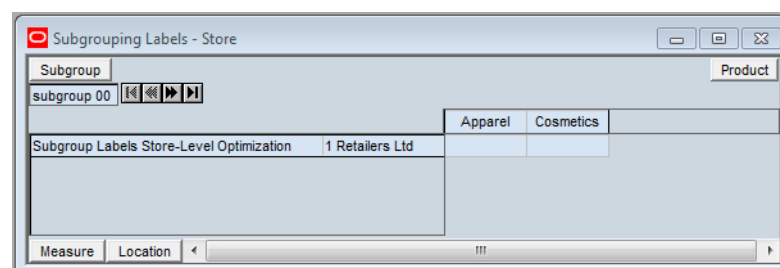 Subgrouping Labels - Store
Subgroup Product
subgroup 00
Apparel Cosmetics
Subgroup Labels Store-Level Optimization 1 Retailers Ltd
Measure Location